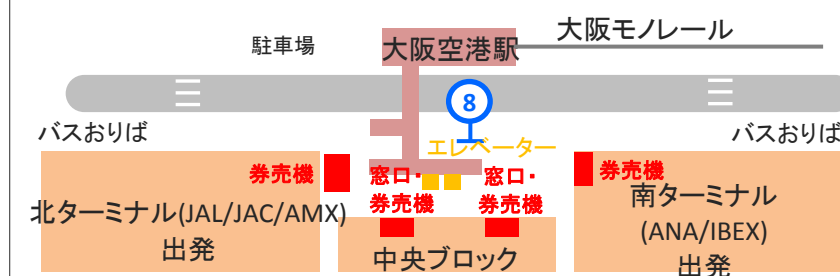 大阪モノレール
駐車場
大阪空港駅
8
バスおりば
バスおりば
エレベーター
券売機
窓口・
券売機
窓口・
券売機
券売機
北ターミナル(JAL/JAC/AMX)
出発
中央ブロック
南ターミナル
(ANA/IBEX)
出発